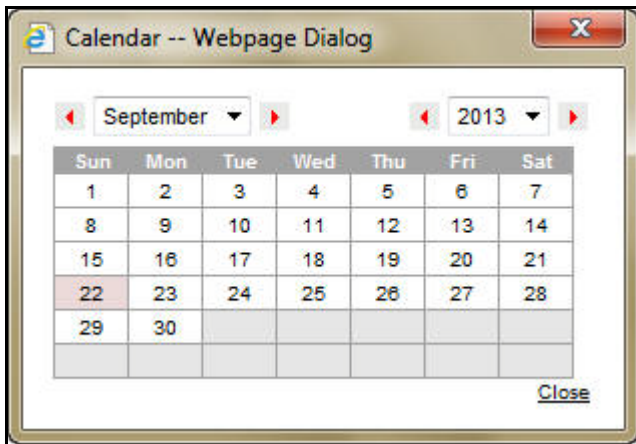 Calendar -- Webpage Dialog
September 2013
Sun Mon Tue Wed Thu Fri Sat
1 2 3 4 5 6 7
8 9 10 11 12 13 14
15 16 17 18 19 20 21
22 23 24 25 26 27 28
29 30
Close